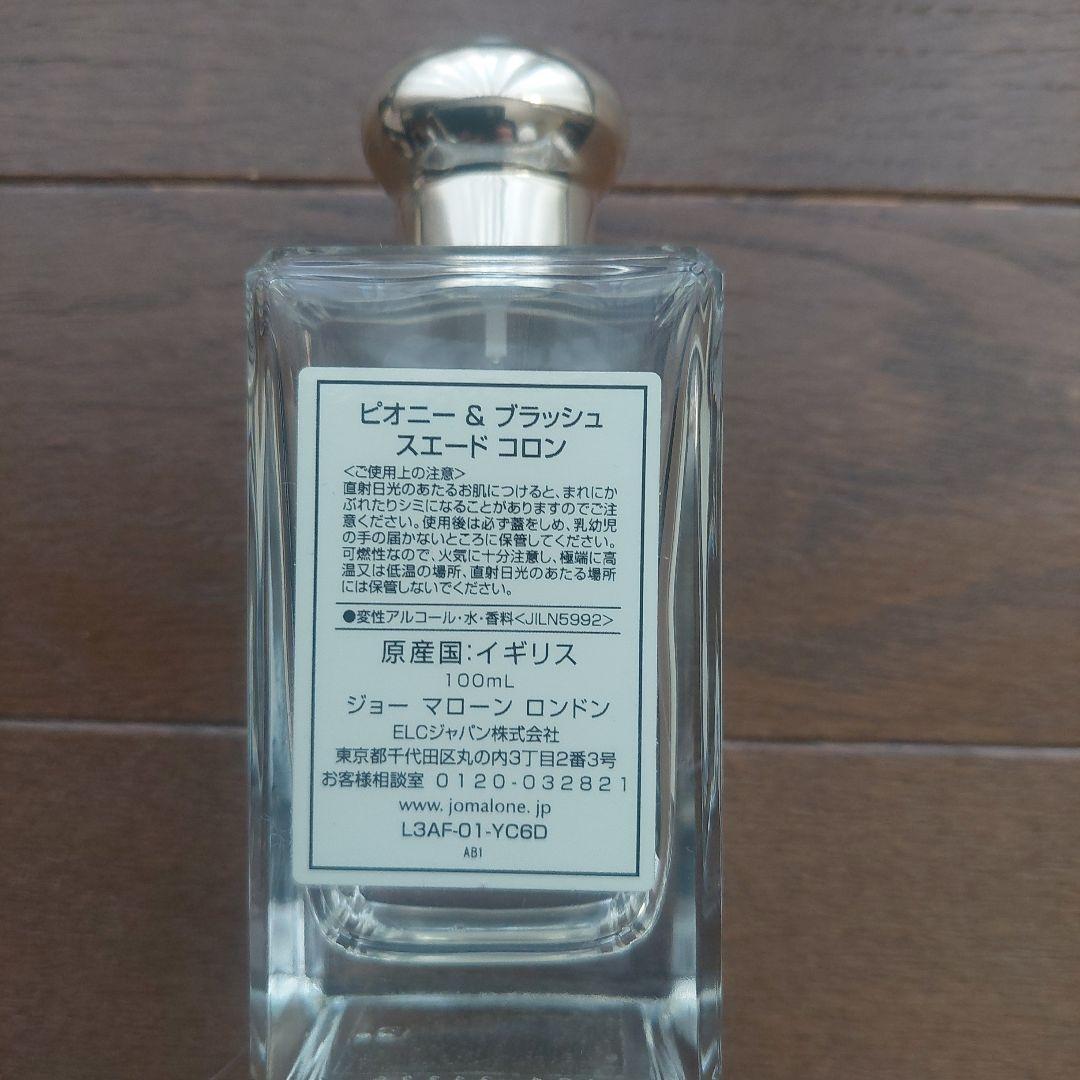 ピオニー & ブラッシュ
スエード コロン
<ご使用上の注意>
直射日光のあたるお肌につけると、まれにか
ぶれたりシミになることがありますのでご注
意ください。使用後は必ず蓋をしめ、乳幼児
の手の届かないところに保管してください。
可燃性なので、火気に十分注意し、極端に高
温又は低温の場所、直射日光のあたる場所
には保管しないでください。
●変性アルコール・水・香料<JILN5992>
原産国:イギリス
100mL
ジョー マローン ロンドン
ELCジャパン株式会社
東京都千代田区丸の内3丁目2番3号
お客様相談室 0120-032821
www. jomalone. jp
L3AF-01-YC6D
AB1